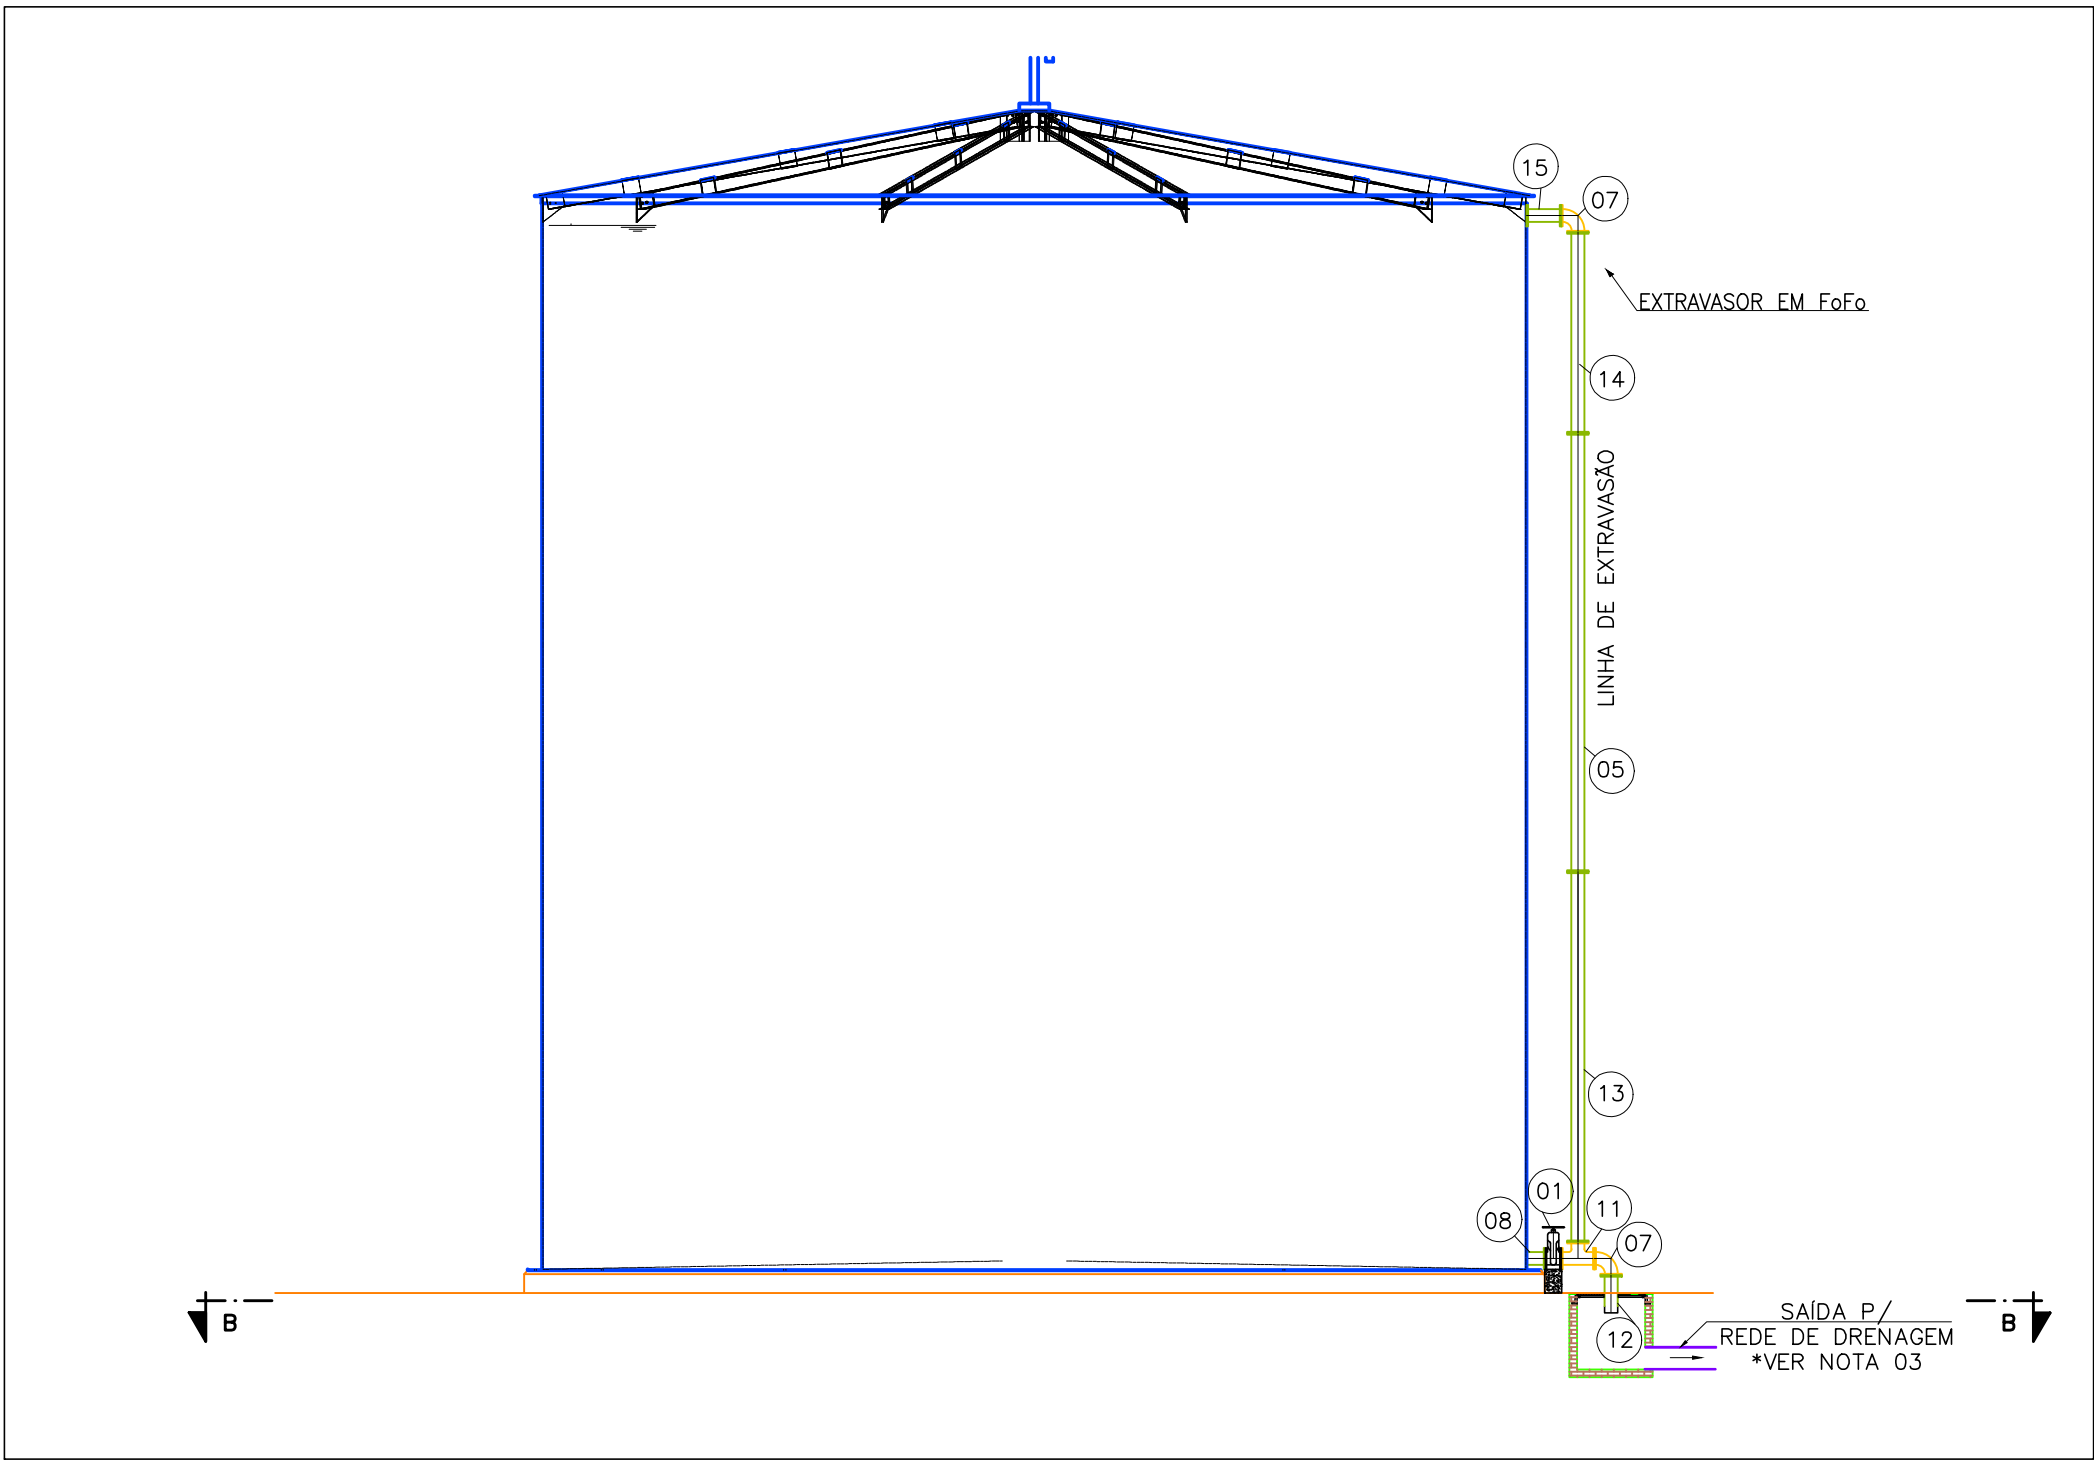 15
07
EXTRAVASOR EM FoFo
14
LINHA DE EXTRAVASÃO
05
13
01
08
11
07
B
B
SAÍDA P/
REDE DE DRENAGEM
*VER NOTA 03
12